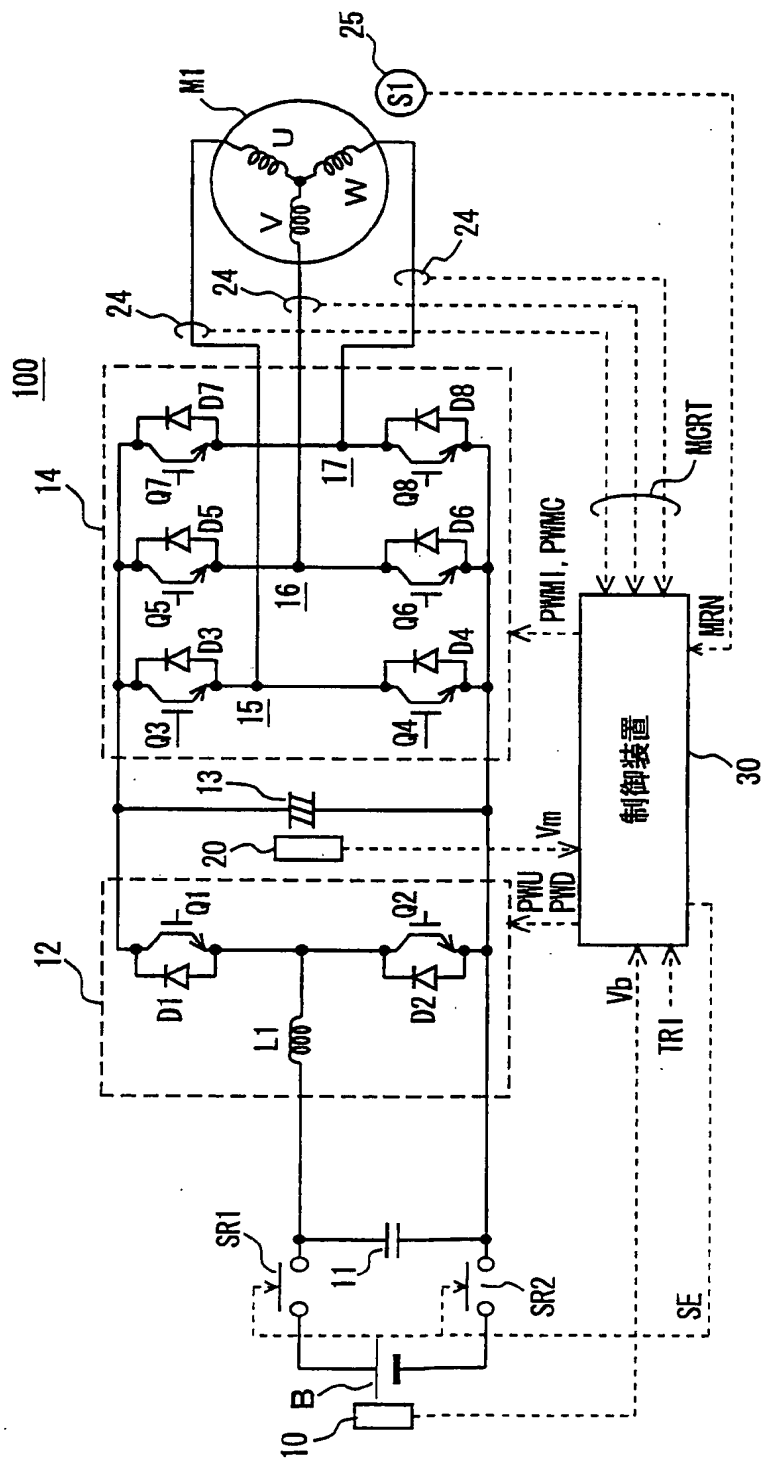 100
12
14
M1
25
S1
U
V
W
24
24
24
SR1
L1
D1
Q1
20
13
Q3
D3
Q5
D5
Q7
D7
15
16
17
B
10
11
SR2
D2
Q2
Q4
D4
Q6
D6
Q8
D8
PWU
PWD
Vm
PWMI, PWMC
MCRT
SE
Vb
TRI
制御装置
MRN
30